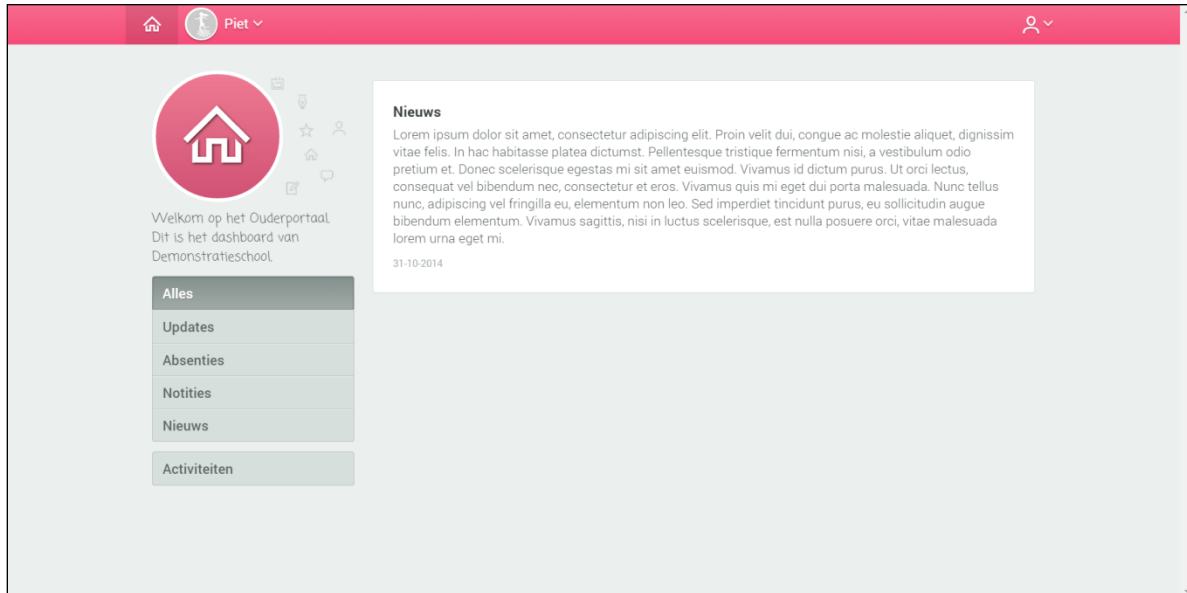 Piet
Welkom op het Ouderportaal.
Dit is het dashboard van
Demonstratieschool.
Alles
Updates
Absenties
Notities
Nieuws
Activiteiten
Nieuws
Lorem ipsum dolor sit amet, consectetur adipiscing elit. Proin velit dui, congue ac molestie aliquet, dignissim
vitae felis. In hac habitasse platea dictumst. Pellentesque tristique fermentum nisi, a vestibulum odio
pretium et. Donec scelerisque egestas mi sit amet euismod. Vivamus id dictum purus. Ut orci lectus,
consequat vel bibendum nec, consectetur et eros. Vivamus quis mi eget dui porta malesuada. Nunc tellus
nunc, adipiscing vel fringilla eu, elementum non leo. Sed imperdiet tincidunt purus, eu sollicitudin augue
bibendum elementum. Vivamus sagittis, nisi in luctus scelerisque, est nulla posuere orci, vitae malesuada
lorem urna eget mi.
31-10-2014